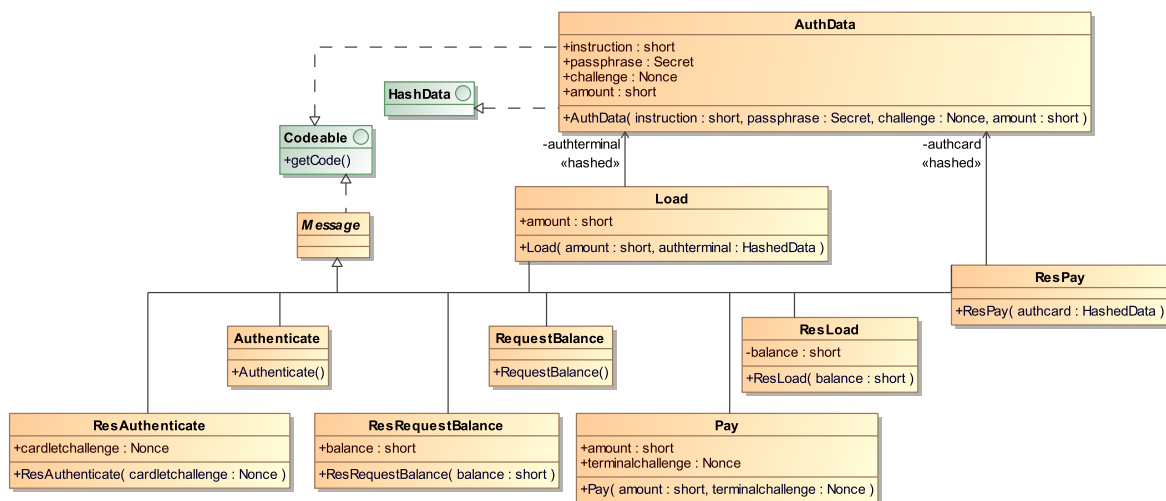 AuthData
+instruction : short
+passphrase : Secret
+challenge : Nonce
+amount : short
+AuthData( instruction : short, passphrase : Secret, challenge : Nonce, amount : short )
HashData
Codeable
+getCode()
-authterminal
«hashed»
-authcard
«hashed»
Message
Load
+amount : short
+Load( amount : short, authterminal : HashedData )
ResPay
+ResPay( authcard : HashedData )
Authenticate
+Authenticate()
RequestBalance
+RequestBalance()
ResLoad
-balance : short
+ResLoad( balance : short )
ResAuthenticate
+cardletchallenge : Nonce
+ResAuthenticate( cardletchallenge : Nonce )
ResRequestBalance
+balance : short
+ResRequestBalance( balance : short )
Pay
+amount : short
+terminalchallenge : Nonce
+Pay( amount : short, terminalchallenge : Nonce )